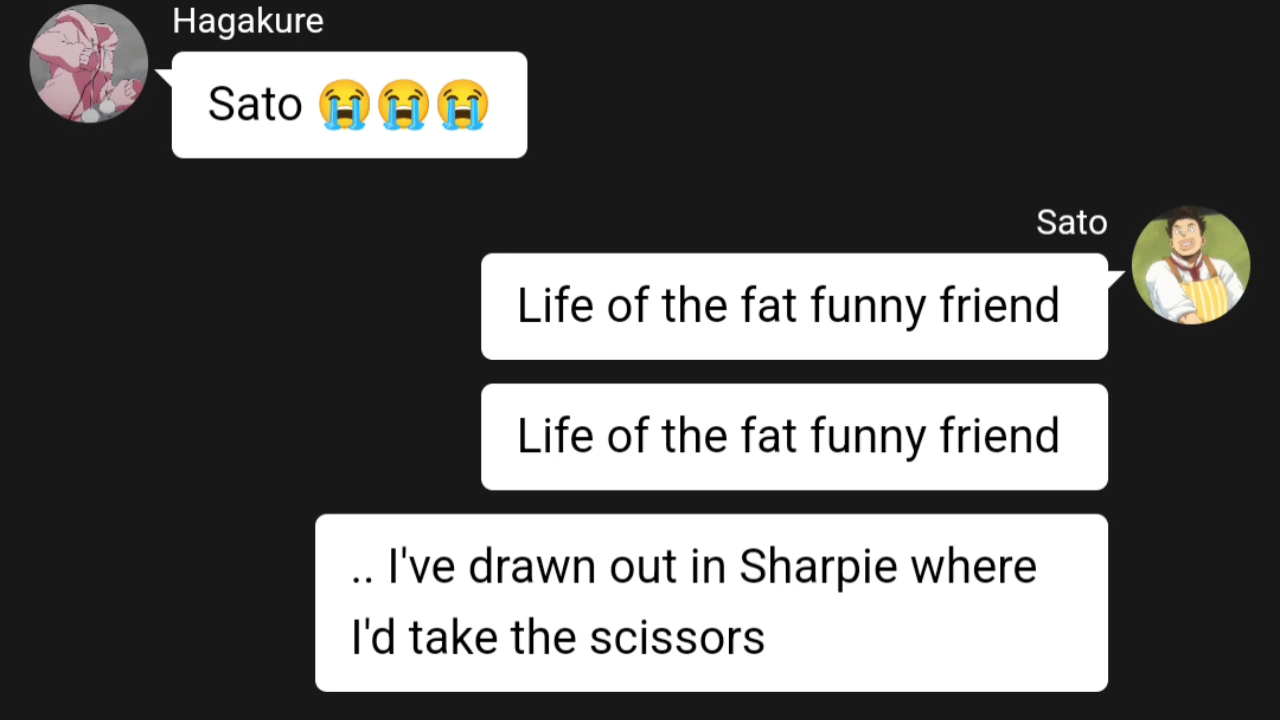 Hagakure
Sato 😭😭😭
Sato
Life of the fat funny friend
Life of the fat funny friend
.. I've drawn out in Sharpie where
I'd take the scissors